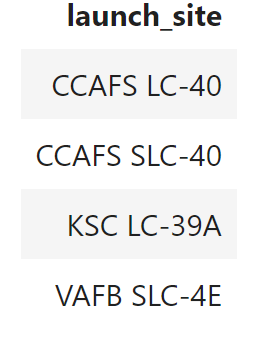 launch_site
CCAFS LC-40
CCAFS SLC-40
KSC LC-39A
VAFB SLC-4E